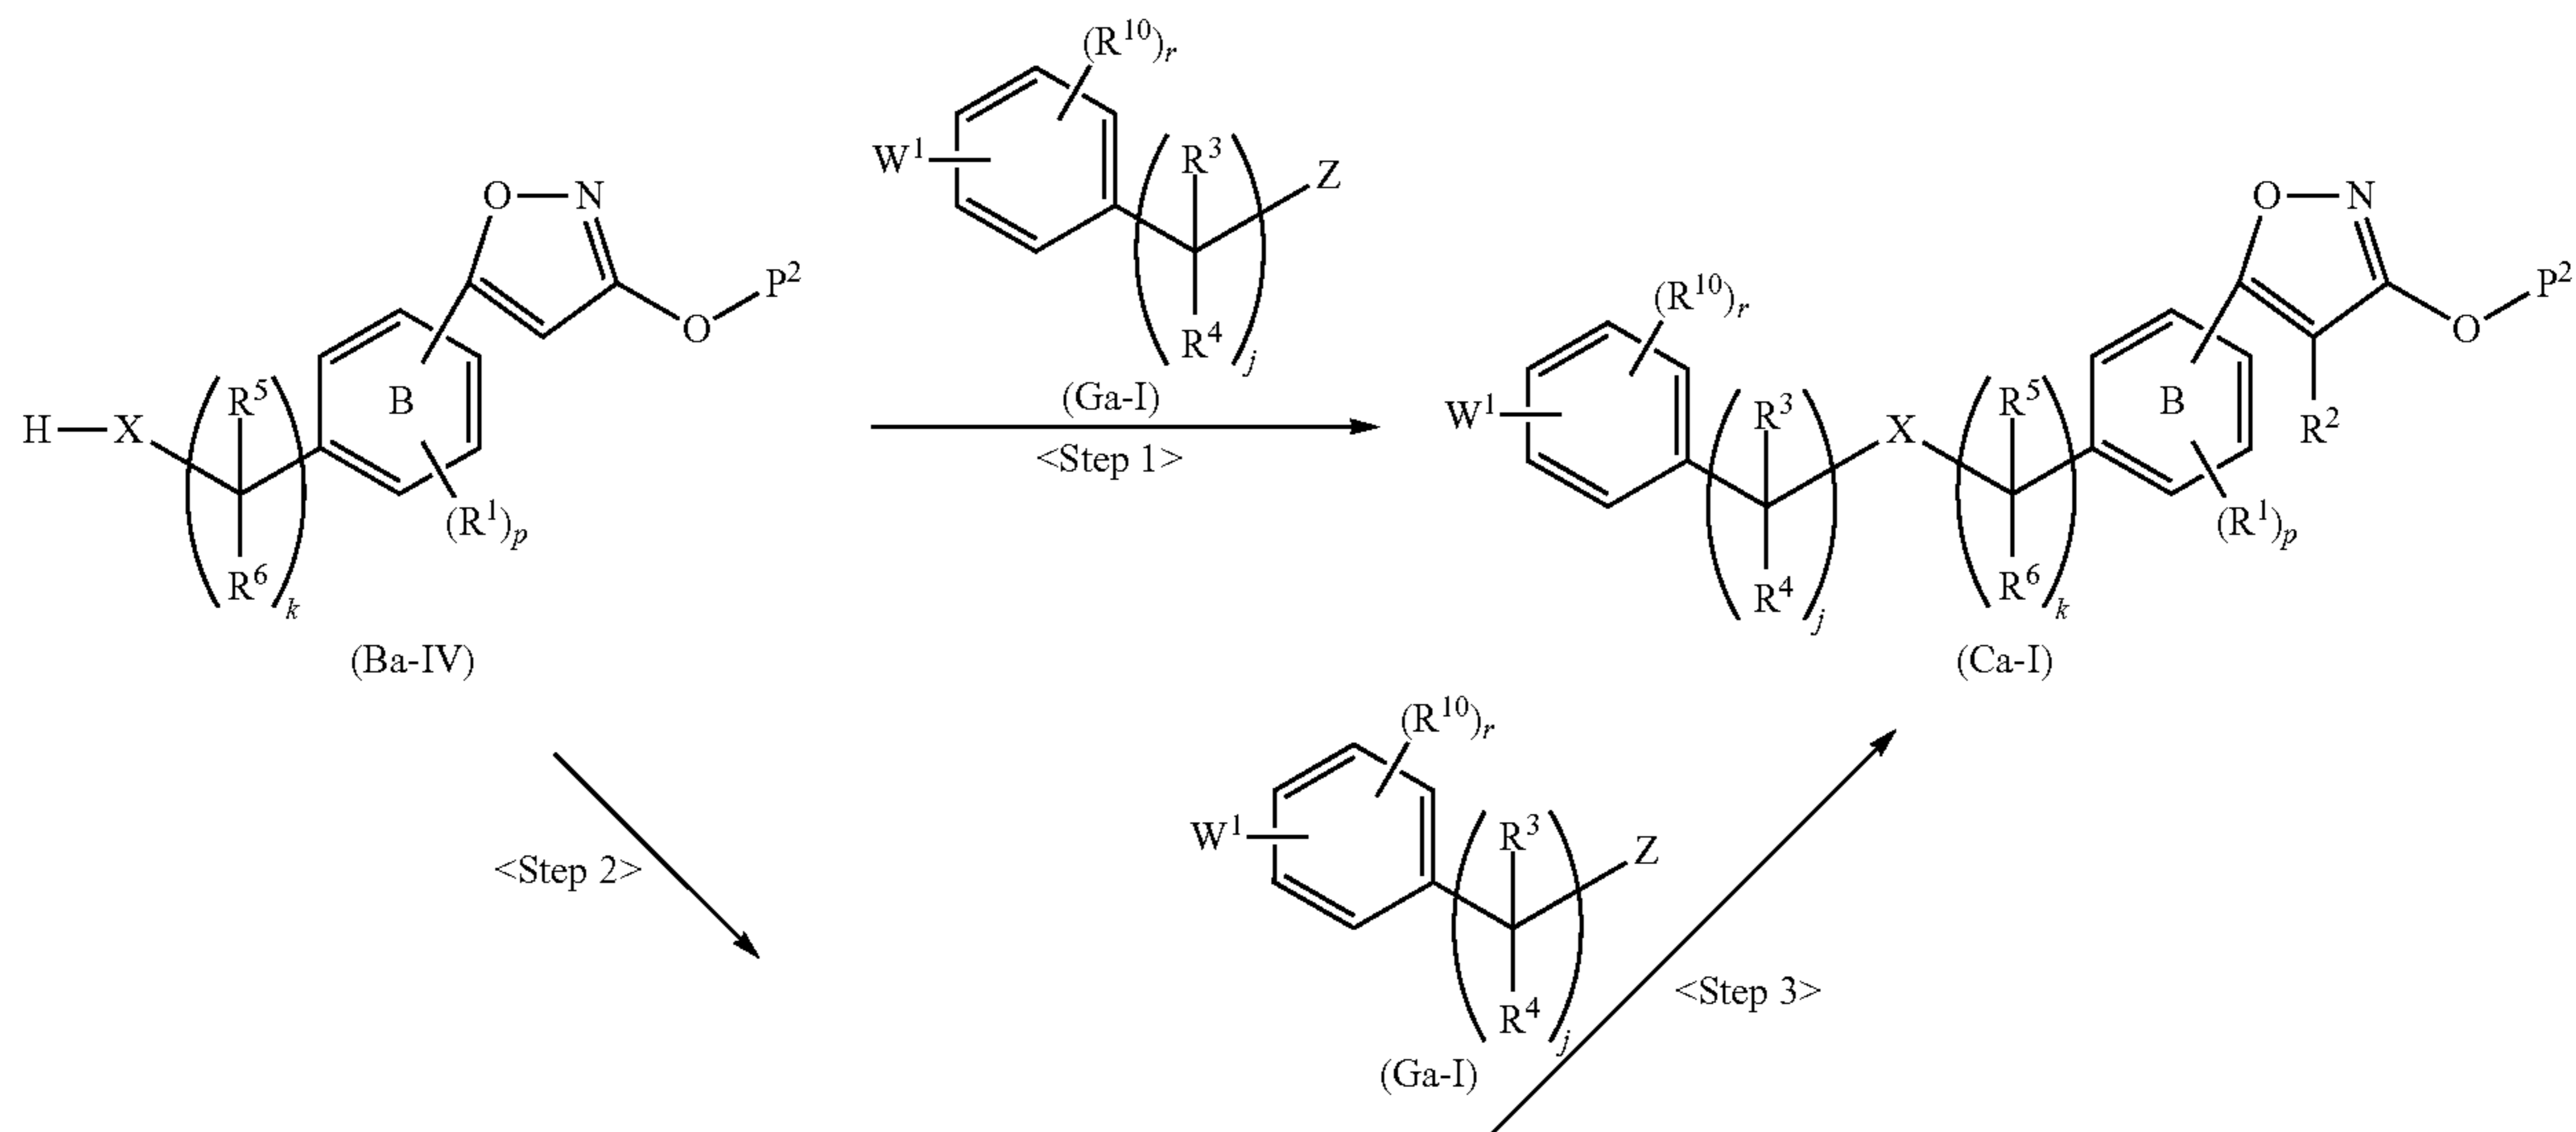 (R¹⁰)ᵣ
W¹
R³
Z
R⁴
j
(Ga-I)
<Step 1>
O—N
O
P²
B
H—X
R⁵
R⁶
k
(R¹)ₚ
(Ba-IV)
O—N
O
P²
R²
B
(R¹⁰)ᵣ
W¹
R³
R⁴
j
X
R⁵
R⁶
k
(R¹)ₚ
(Ca-I)
<Step 2>
(R¹⁰)ᵣ
W¹
R³
Z
R⁴
j
(Ga-I)
<Step 3>